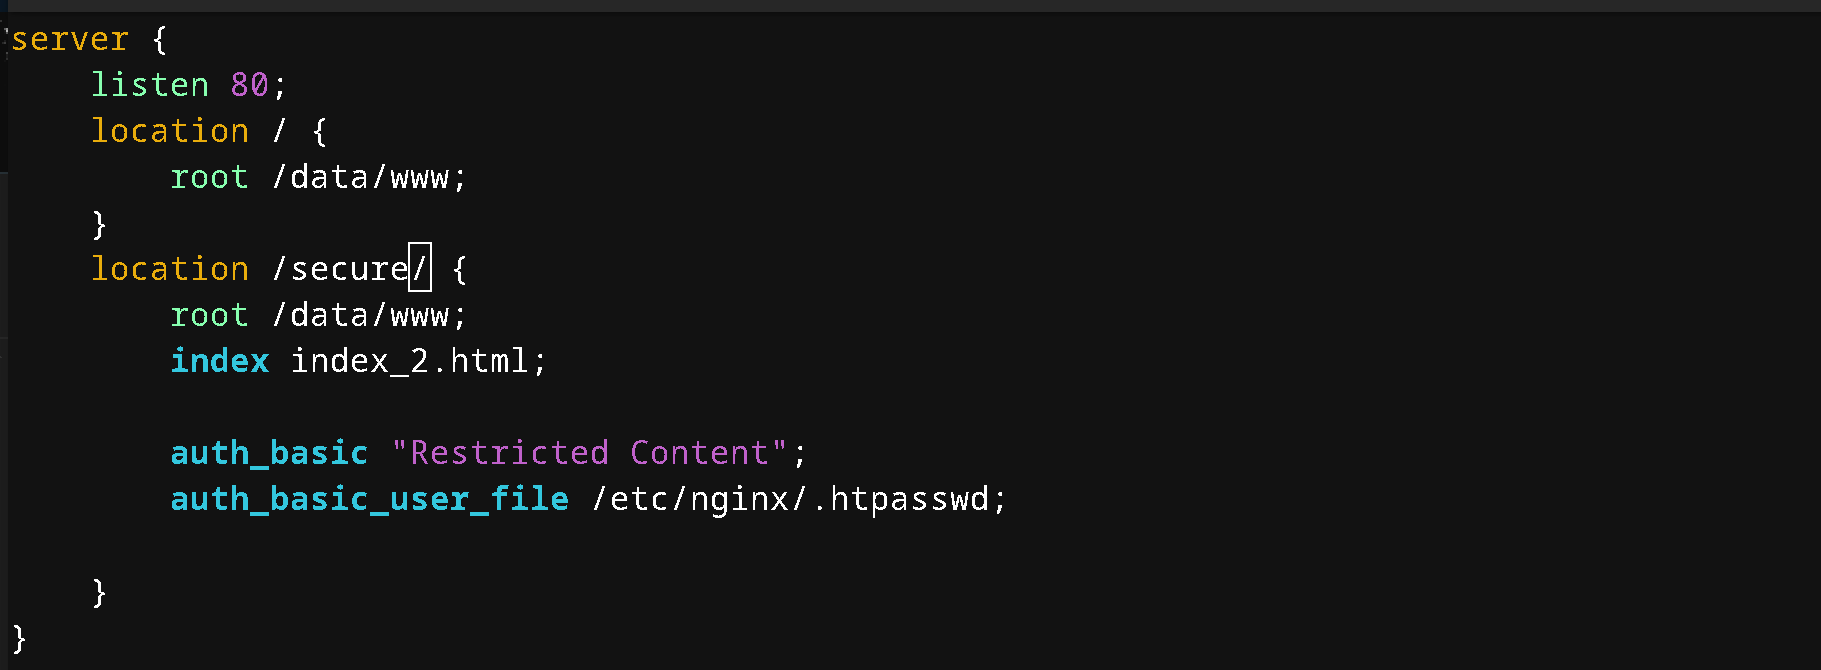 server {
listen 80;
location / {
root /data/www;
}
location /secure/ {
root /data/www;
index index_2.html;
auth_basic "Restricted Content";
auth_basic_user_file /etc/nginx/.htpasswd;
}
}